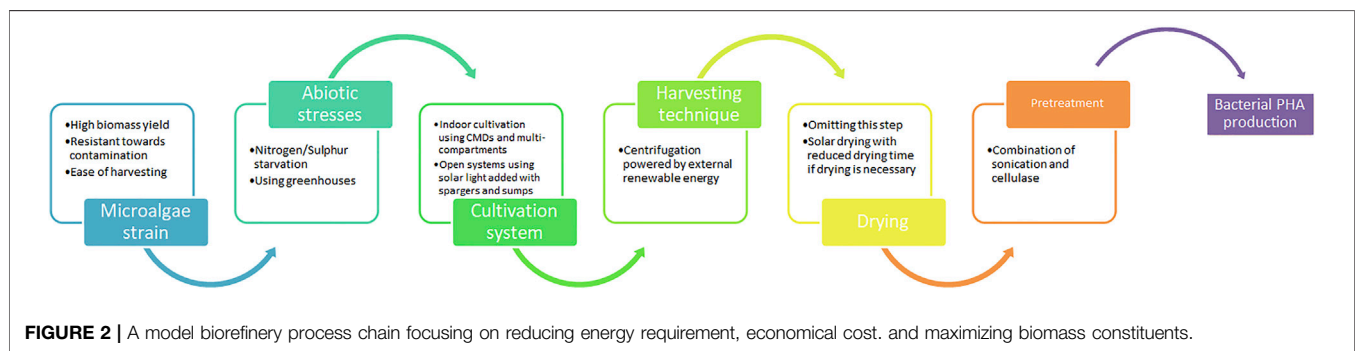 •High biomass yield
•Resistant towards
contamination
•Ease of harvesting
Microalgae
strain
Abiotic
stresses
•Nitrogen/Sulphur
starvation
•Using greenhouses
•Indoor cultivation
using CMDs and multi-
compartments
•Open systems using
solar light added with
spargers and sumps
Cultivation
system
Harvesting
technique
•Centrifugation
powered by external
renewable energy
•Omitting this step
•Solar drying with
reduced drying time
if drying is necessary
Drying
Pretreatment
•Combination of
sonication and
cellulase
Bacterial PHA
production
FIGURE 2 | A model biorefinery process chain focusing on reducing energy requirement, economical cost. and maximizing biomass constituents.